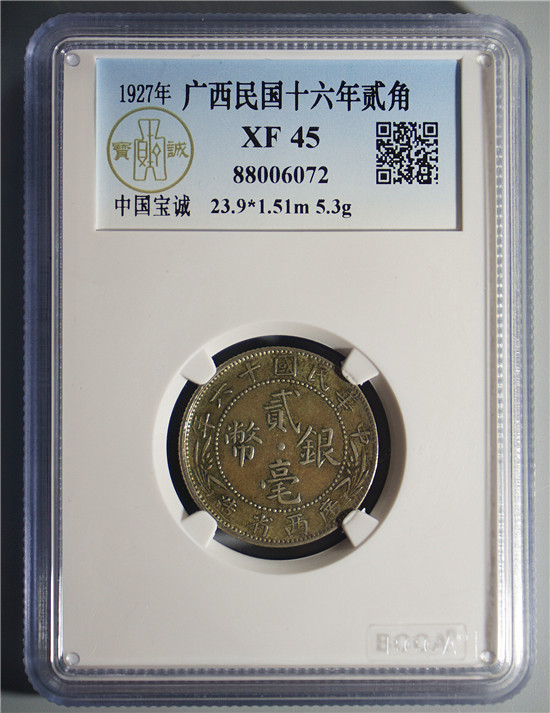 1927年 广西民国十六年贰角
XF 45
88006072
寶 誠
中国宝诚 23.9*1.51m 5.3g
中華民國十六年
貳毫銀幣
廣西省造